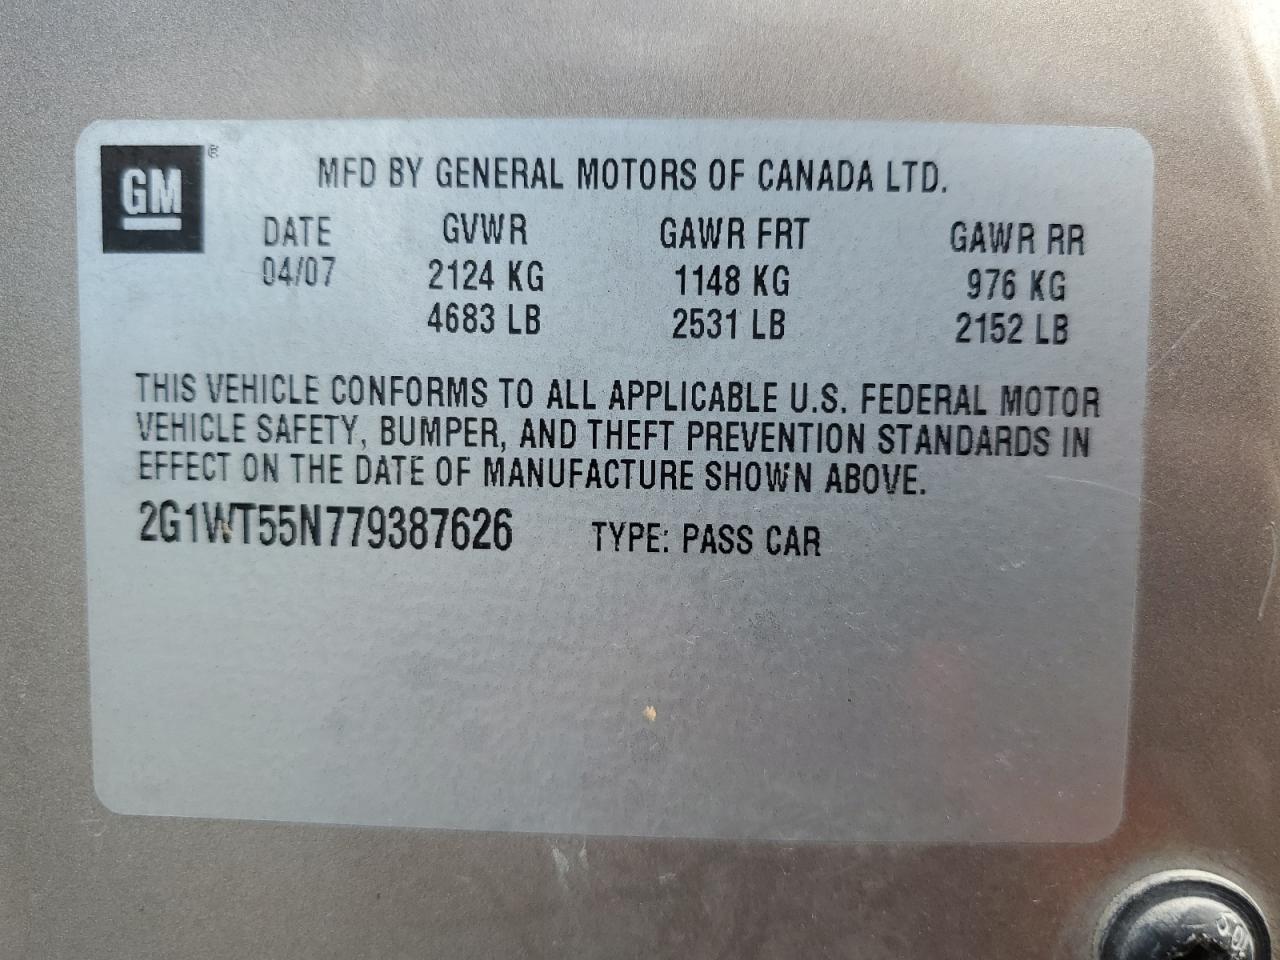 GM ®
MFD BY GENERAL MOTORS OF CANADA LTD.
DATE GVWR GAWR FRT GAWR RR
04/07 2124 KG 1148 KG 976 KG
4683 LB 2531 LB 2152 LB
THIS VEHICLE CONFORMS TO ALL APPLICABLE U.S. FEDERAL MOTOR
VEHICLE SAFETY, BUMPER, AND THEFT PREVENTION STANDARDS IN
EFFECT ON THE DATE OF MANUFACTURE SHOWN ABOVE.
2G1WT55N779387626 TYPE: PASS CAR